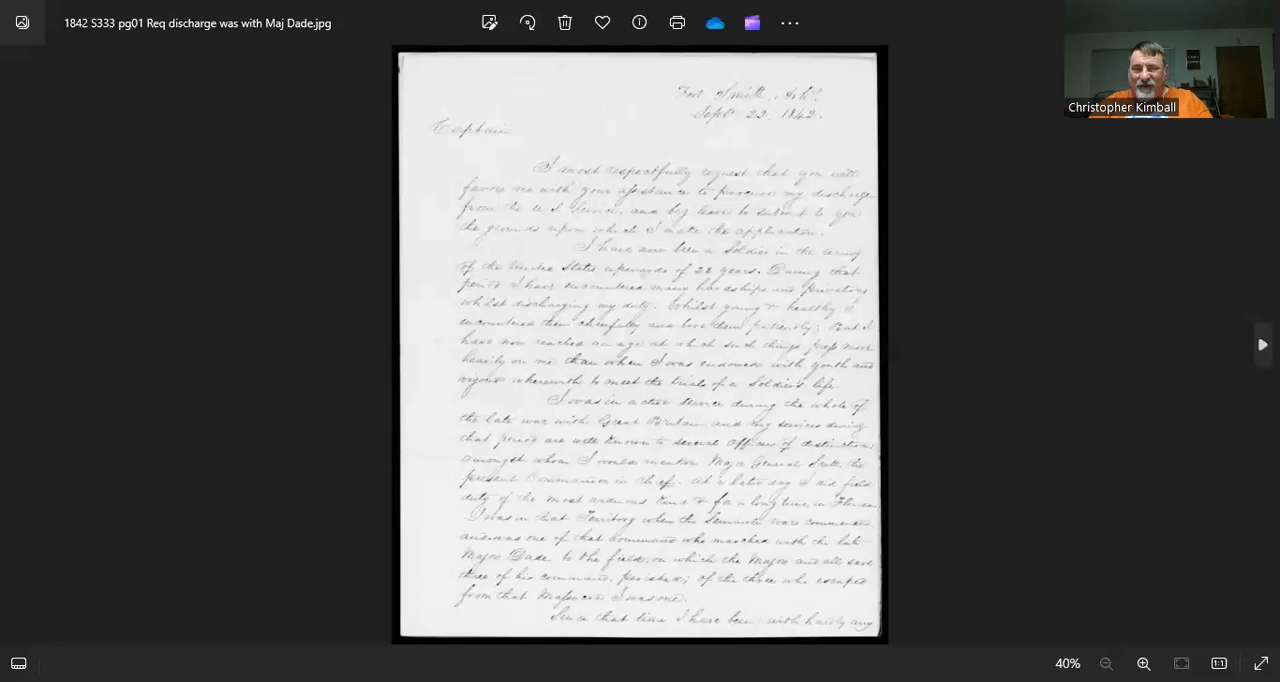 1842 S333 pg01 Req discharge was with Maj Dade.jpg
Christopher Kimball
Fort Smith, Arks.
Sept 22, 1842.
Captain
I most respectfully request that you will
favor me with your assistance to procure my discharge
from the U S Service, and beg leave to submit to you
the grounds upon which I make the application.
I have now been a Soldier in the army
of the United States upwards of 22 years. During that
period I have encountered many hardships and privations
whilst discharging my duty. Whilst young & healthy, I
encountered them cheerfully and bore them patiently; But I
have now reached an age at which such things press more
heavily on me than when I was endowed with youth and
vigour wherewith to meet the trials of a Soldier's life.
I was in active service during the whole of
the late war with Great Britain, and my services during
that period are well known to several Officers of distinction;
amongst whom I would mention Major General Scott, the
present Commander in chief. At a later day I did field
duty of the most arduous kind & for a long time, in Florida
I was in that Territory when the Seminole war commenced
and was one of that Command who marched with the late
Major Dade to the field, on which the Major and all save
three of his command, perished; of the three who escaped
from that Massacre I was one.
Since that time I have been, with hardly any
40%
1:1